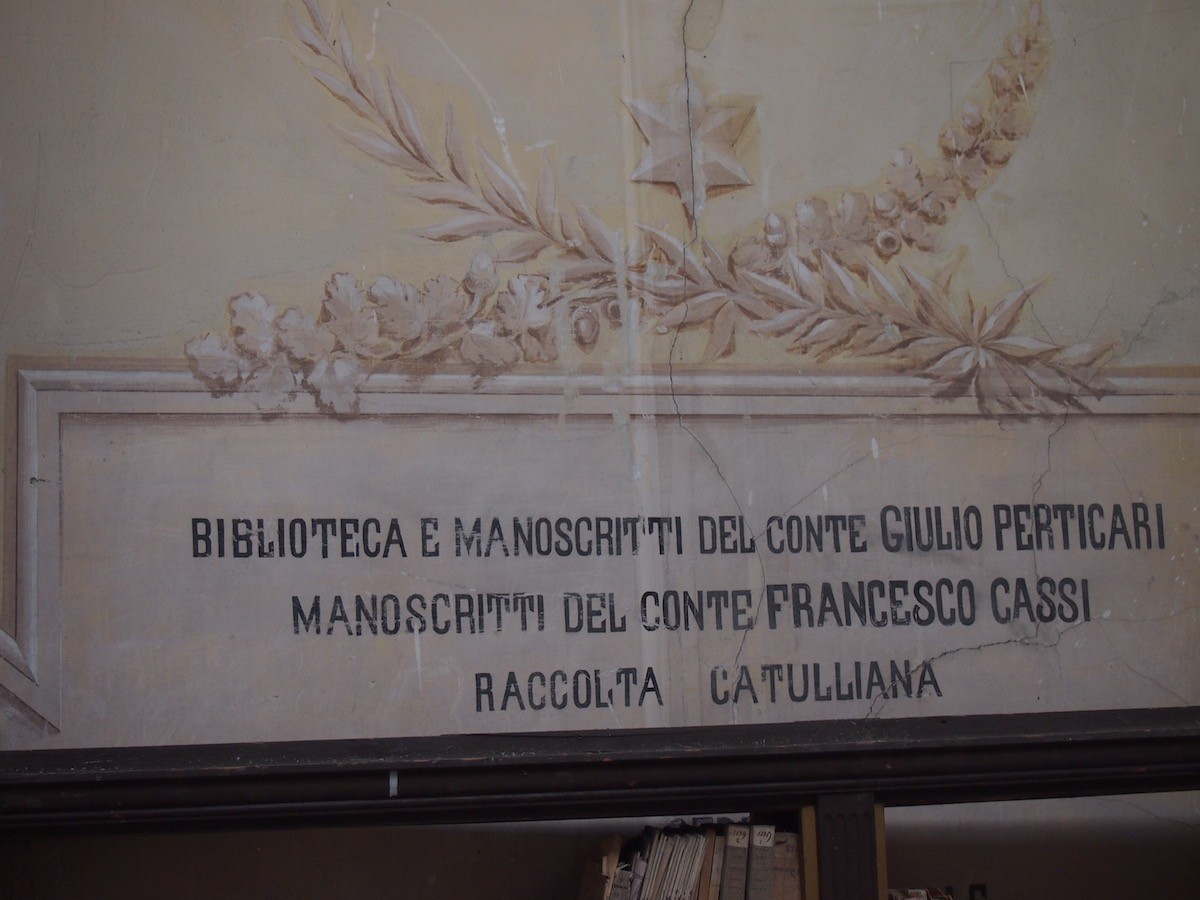 BIBLIOTECA E MANOSCRITTI DEL CONTE GIULIO PERTICARI
MANOSCRITTI DEL CONTE FRANCESCO CASSI
RACCOLTA CATULLIANA